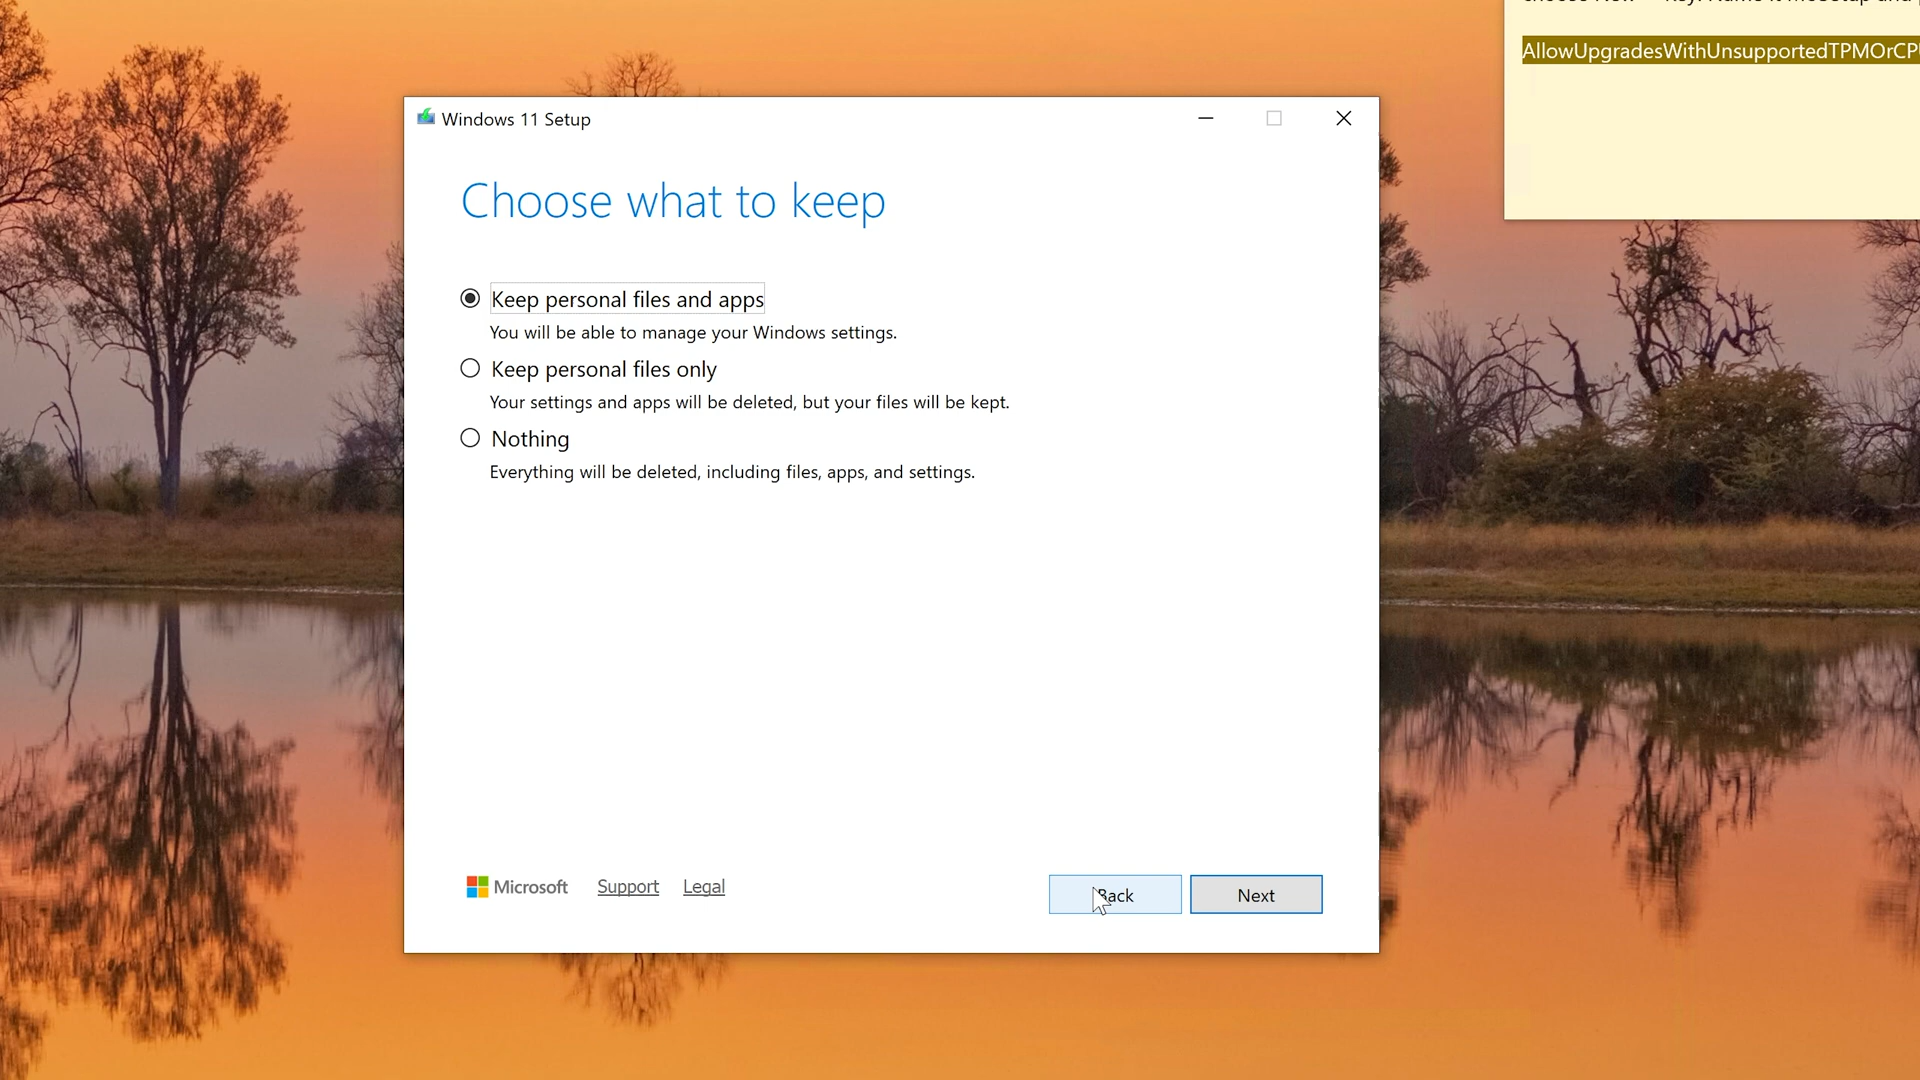 AllowUpgradesWithUnsupportedTPMOrCP
Windows 11 Setup
Choose what to keep
Keep personal files and apps
You will be able to manage your Windows settings.
Keep personal files only
Your settings and apps will be deleted, but your files will be kept.
Nothing
Everything will be deleted, including files, apps, and settings.
Microsoft Support Legal
Back Next